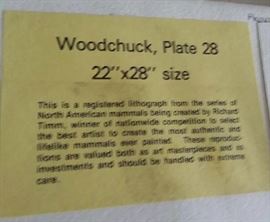 Woodchuck, Plate 28
22"x28" size
This is a registered lithograph from the series of
North American mammals being created by Richard
Timm, winner of nationwide competition to select
the best artist to create the most authentic and
lifelike mammals ever painted. These reproduc-
tions are valued both as art masterpieces and as
investments and should be handled with extreme
care.